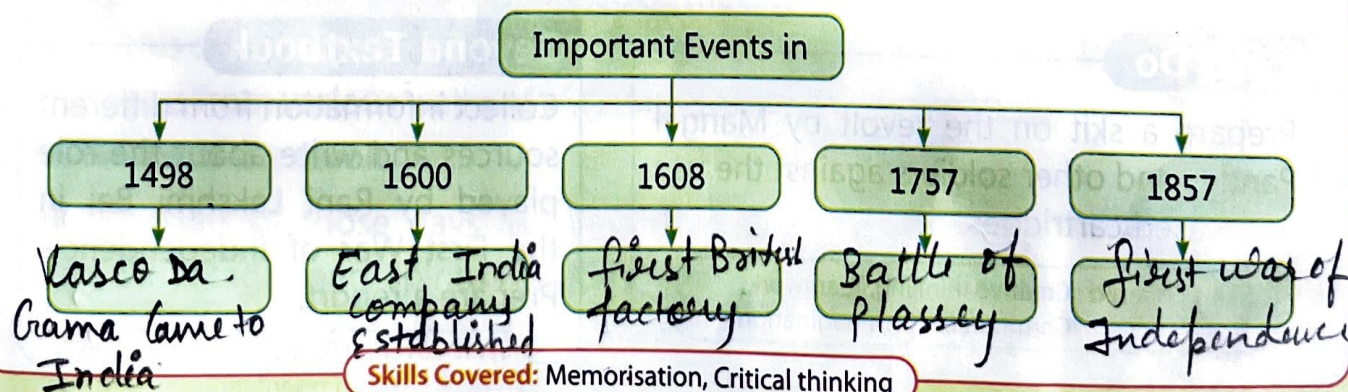 Important Events in
1498
1600
1608
1757
1857
Vasco Da
Gama Came to
India
East India
company
Established
first British
factory
Battle of
Plassey
first war of
Independence
Skills Covered: Memorisation, Critical thinking